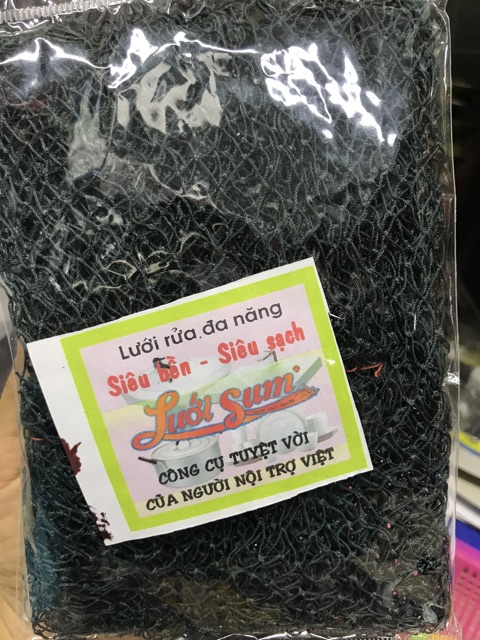 Lưới rửa đa năng
Siêu bền - Siêu sạch
Lưới Sum
CÔNG CỤ TUYỆT VỜI
CỦA NGƯỜI NỘI TRỢ VIỆT